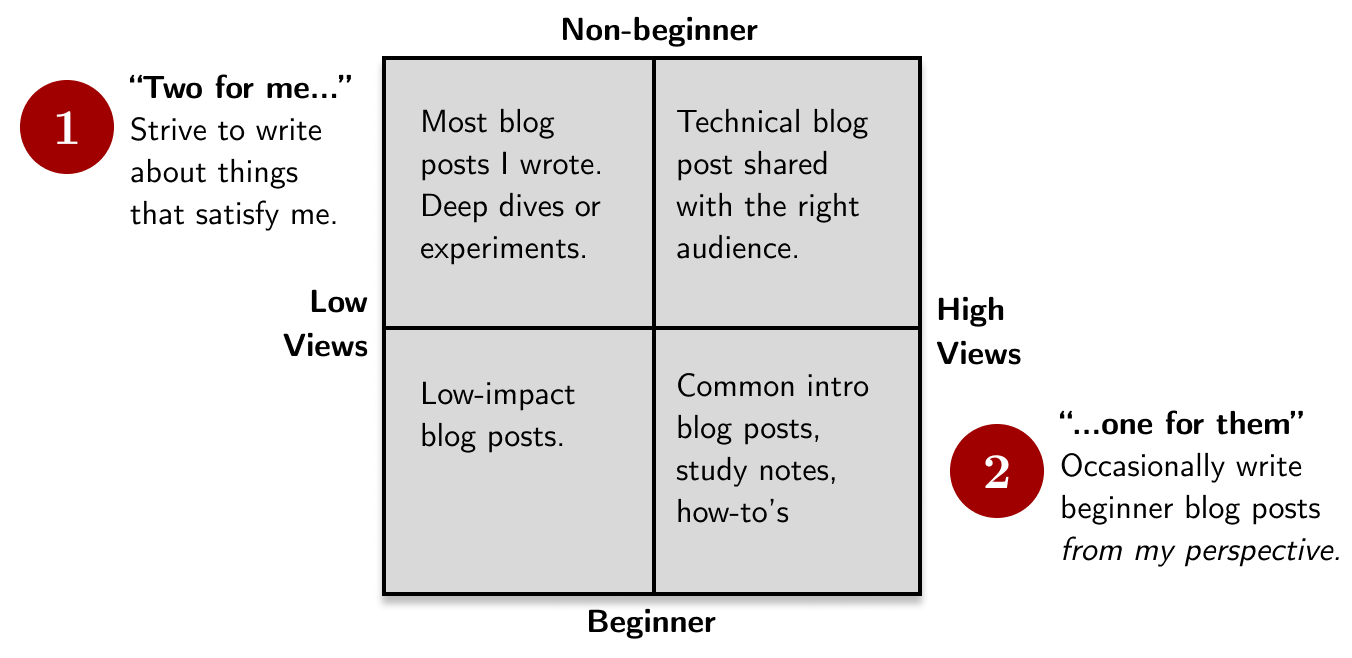 Non-beginner
1
“Two for me...”
Strive to write
about things
that satisfy me.
Most blog
posts I wrote.
Deep dives or
experiments.
Technical blog
post shared
with the right
audience.
Low
Views
High
Views
Low-impact
blog posts.
Common intro
blog posts,
study notes,
how-to’s
2
“...one for them”
Occasionally write
beginner blog posts
from my perspective.
Beginner